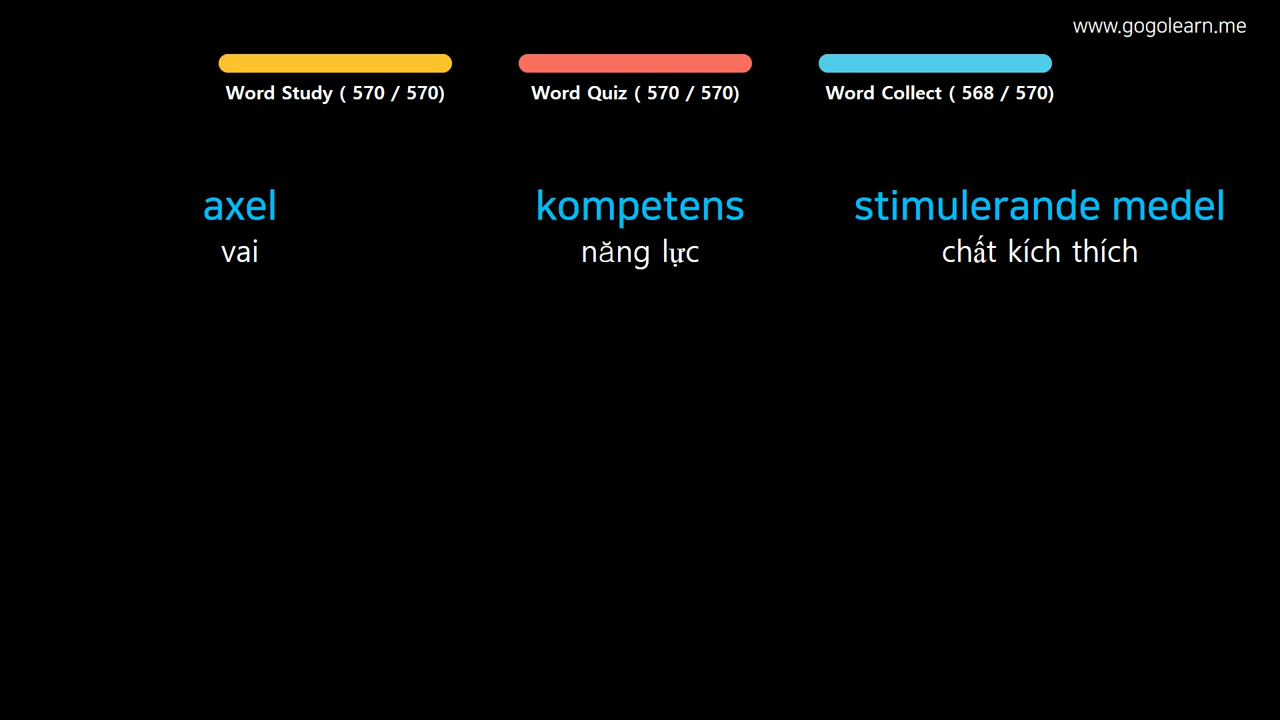 www.gogolearn.me
Word Study ( 570 / 570)
Word Quiz ( 570 / 570)
Word Collect ( 568 / 570)
axel
vai
kompetens
năng lực
stimulerande medel
chất kích thích